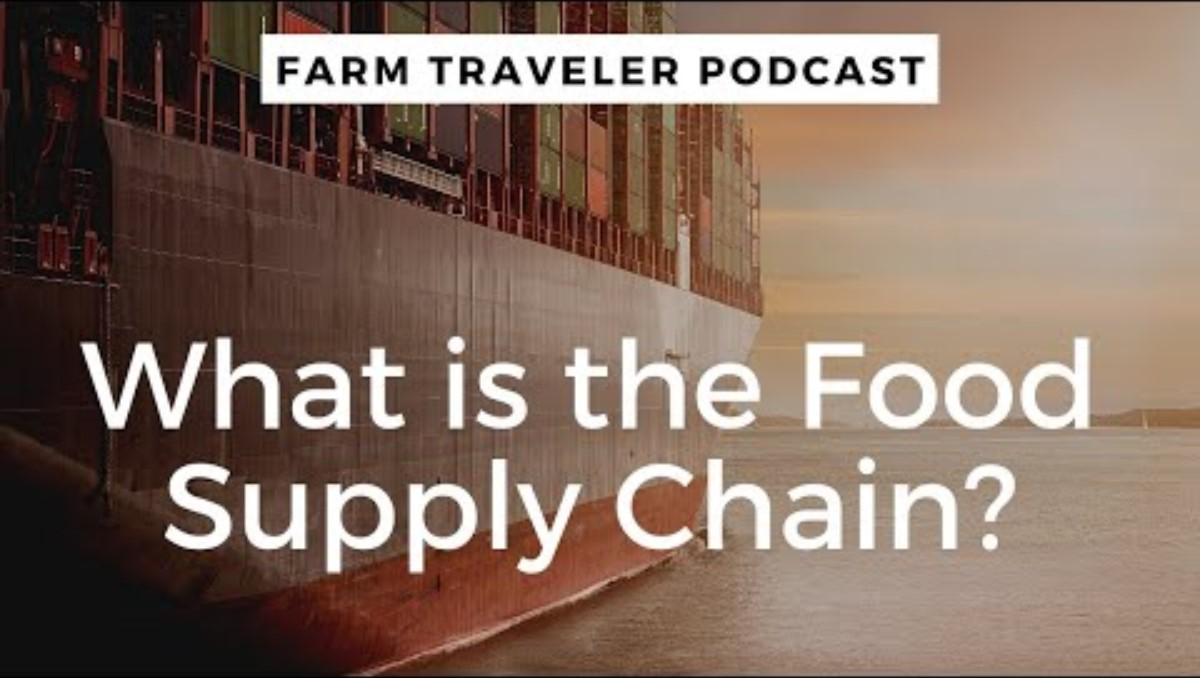 FARM TRAVELER PODCAST
What is the Food
Supply Chain?